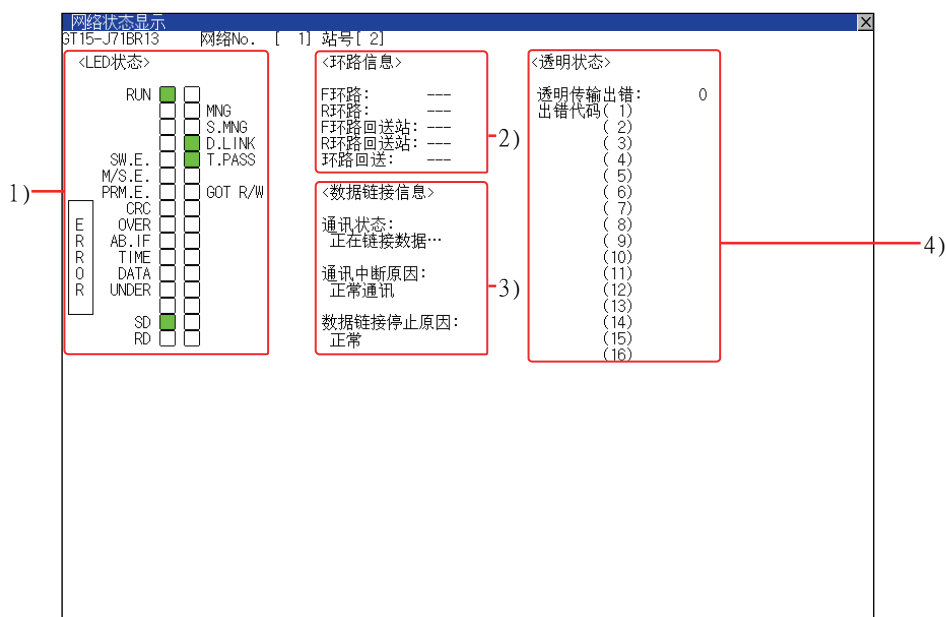 网络状态显示
GT15-J71BR13 网络No. [ 1] 站号[ 2]
<LED状态>
RUN
MNG
S.MNG
D.LINK
SW.E. T.PASS
M/S.E.
PRM.E. GOT R/W
CRC
OVER
AB.IF
TIME
DATA
UNDER
ERROR
SD
RD
1)
<环路信息>
F环路: ---
R环路: ---
F环路回送站: ---
R环路回送站: ---
环路回送: ---
2)
<数据链接信息>
通讯状态:
正在链接数据…
通讯中断原因:
正常通讯
数据链接停止原因:
正常
3)
<透明状态>
透明传输出错: 0
出错代码( 1)
( 2)
( 3)
( 4)
( 5)
( 6)
( 7)
( 8)
( 9)
(10)
(11)
(12)
(13)
(14)
(15)
(16)
4)